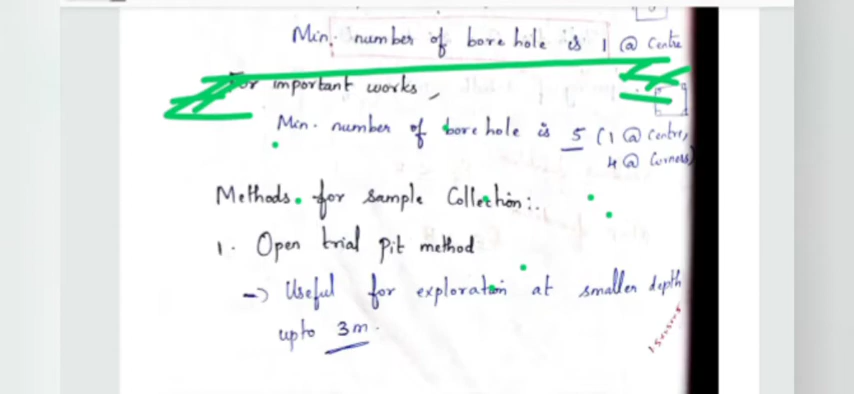 Min. number of bore hole is 1 @ Centre
For important works,
Min. number of bore hole is 5 (1 @ Centre,
4 @ Corners)
Methods for Sample Collection:.
1. Open trial pit method
→ Useful for exploration at smaller depth
upto 3m.